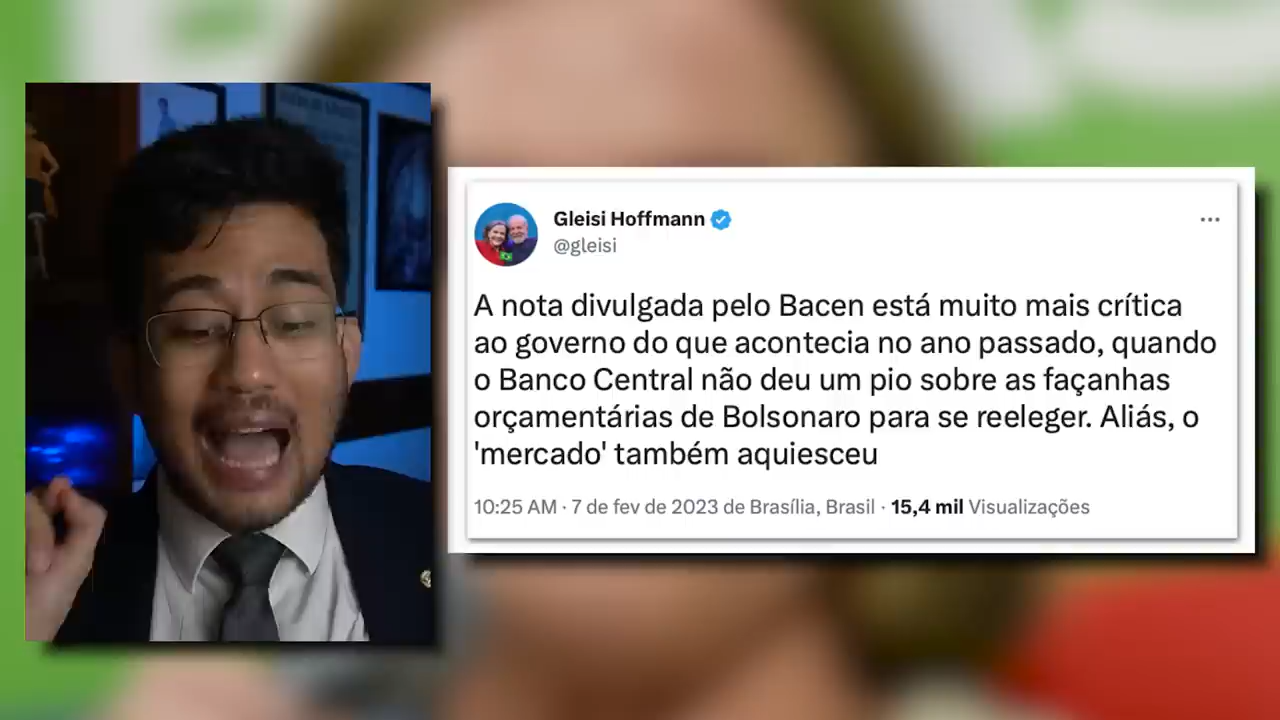 Gleisi Hoffmann
@gleisi
A nota divulgada pelo Bacen está muito mais crítica
ao governo do que acontecia no ano passado, quando
o Banco Central não deu um pio sobre as façanhas
orçamentárias de Bolsonaro para se reeleger. Aliás, o
'mercado' também aquiesceu
10:25 AM · 7 de fev de 2023 de Brasília, Brasil · 15,4 mil Visualizações